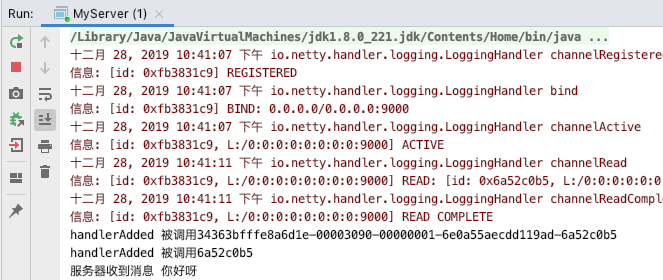 Run: MyServer (1)
/Library/Java/JavaVirtualMachines/jdk1.8.0_221.jdk/Contents/Home/bin/java ...
十二月 28, 2019 10:41:07 下午 io.netty.handler.logging.LoggingHandler channelRegistere
信息: [id: 0xfb3831c9] REGISTERED
十二月 28, 2019 10:41:07 下午 io.netty.handler.logging.LoggingHandler bind
信息: [id: 0xfb3831c9] BIND: 0.0.0.0/0.0.0.0:9000
十二月 28, 2019 10:41:07 下午 io.netty.handler.logging.LoggingHandler channelActive
信息: [id: 0xfb3831c9, L:/0:0:0:0:0:0:0:0:9000] ACTIVE
十二月 28, 2019 10:41:11 下午 io.netty.handler.logging.LoggingHandler channelRead
信息: [id: 0xfb3831c9, L:/0:0:0:0:0:0:0:0:9000] READ: [id: 0x6a52c0b5, L:/0:0:0:0:0
十二月 28, 2019 10:41:11 下午 io.netty.handler.logging.LoggingHandler channelReadComple
信息: [id: 0xfb3831c9, L:/0:0:0:0:0:0:0:0:9000] READ COMPLETE
handlerAdded 被调用34363bfffe8a6d1e-00003090-00000001-6e0a55aecdd119ad-6a52c0b5
handlerAdded 被调用6a52c0b5
服务器收到消息 你好呀